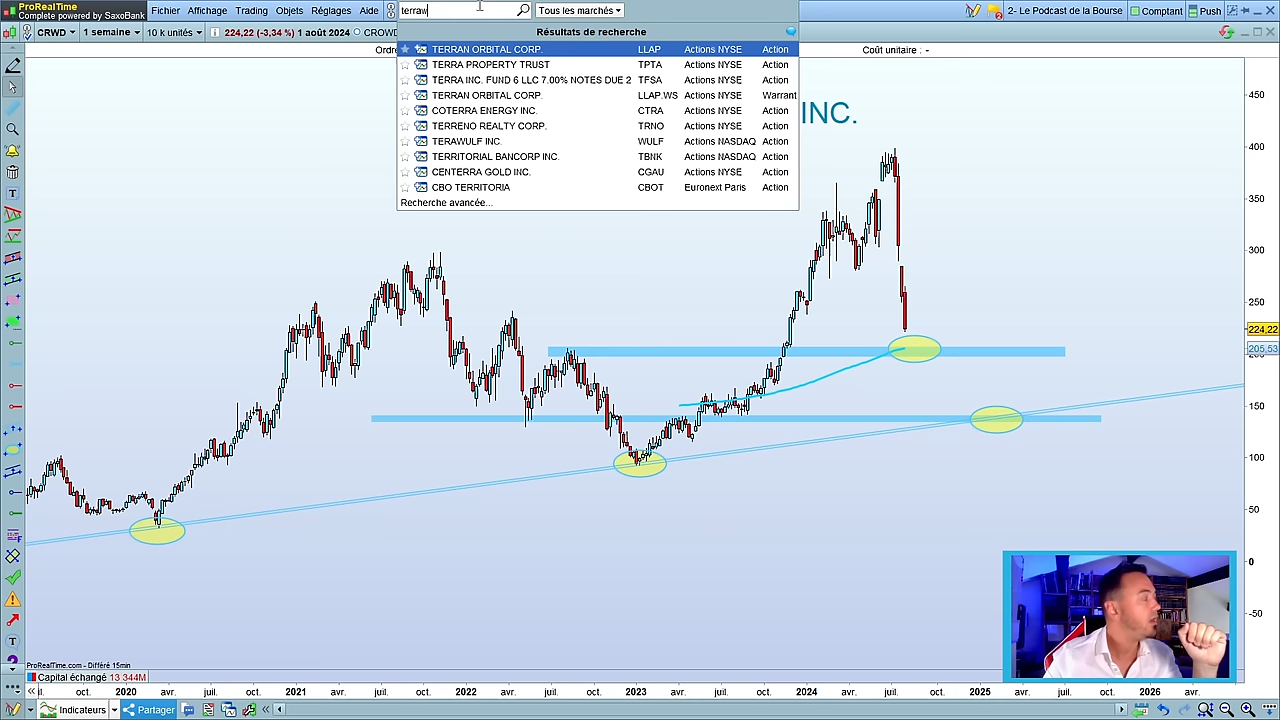 ProRealTime
Complete powered by SaxoBank
Fichier Affichage Trading Objets Réglages Aide
terraw
Tous les marchés
2- Le Podcast de la Bourse
Comptant
Push
CRWD 1 semaine 10 k unités
224,22 (-3,34 %) 1 août 2024
CROWD
Résultats de recherche
Ordre
Coût unitaire : -
TERRAN ORBITAL CORP. LLAP Actions NYSE Action
TERRA PROPERTY TRUST TPTA Actions NYSE Action
TERRA INC. FUND 6 LLC 7.00% NOTES DUE 2 TFSA Actions NYSE Action
TERRAN ORBITAL CORP. LLAP.WS Actions NYSE Warrant
COTERRA ENERGY INC. CTRA Actions NYSE Action
TERRENO REALTY CORP. TRNO Actions NYSE Action
TERAWULF INC. WULF Actions NASDAQ Action
TERRITORIAL BANCORP INC. TBNK Actions NASDAQ Action
CENTERRA GOLD INC. CGAU Actions NYSE Action
CBO TERRITORIA CBOT Euronext Paris Action
Recherche avancée...
INC.
450
400
350
300
250
224,22
205,53
150
100
50
0
-50
ProRealTime.com - Différé 15min
Capital échangé 13 344M
oct. 2020 avr. juil. oct. 2021 avr. juil. oct. 2022 avr. juil. oct. 2023 avr. juil. oct. 2024 avr. juil. oct. 2025 avr. juil. oct. 2026 avr.
Indicateurs
Partager